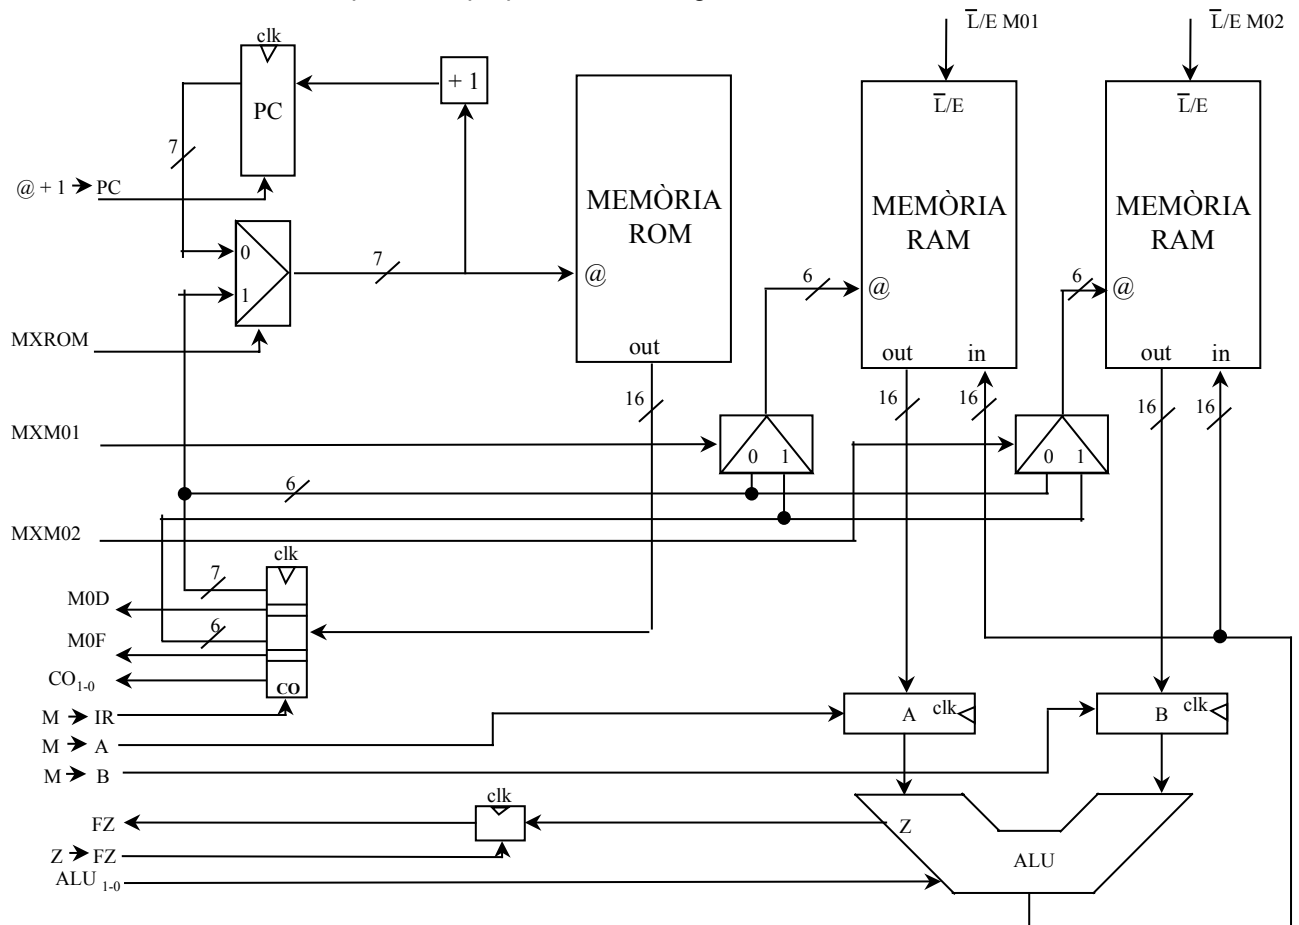 L̅/E M01
L̅/E M02
clk
PC
+ 1
7
@ + 1 → PC
0
1
7
MXROM
MEMÒRIA
ROM
@
out
16
L̅/E
MEMÒRIA
RAM
6
@
out
in
16
16
L̅/E
MEMÒRIA
RAM
6
@
out
in
16
16
MXM01
0
1
0
1
6
MXM02
clk
7
M0D
6
M0F
CO1-0
CO
M → IR
M → A
M → B
A
clk
B
clk
clk
FZ
Z → FZ
ALU 1-0
Z
ALU